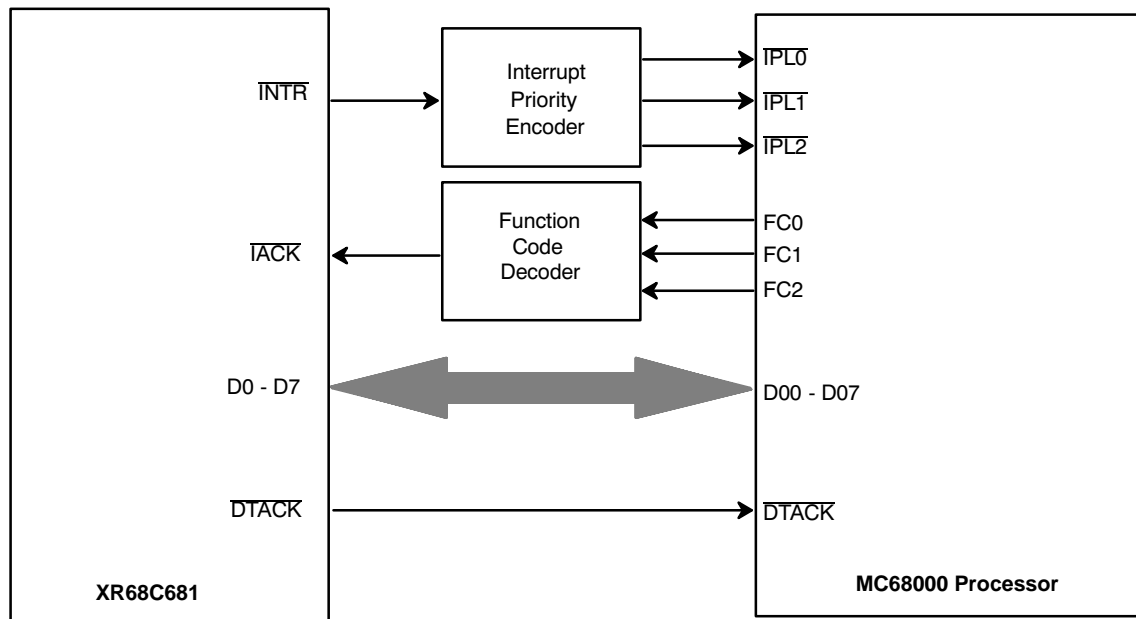 INTR
Interrupt
Priority
Encoder
IPL0
IPL1
IPL2
IACK
Function
Code
Decoder
FC0
FC1
FC2
D0 - D7
D00 - D07
DTACK
DTACK
XR68C681
MC68000 Processor